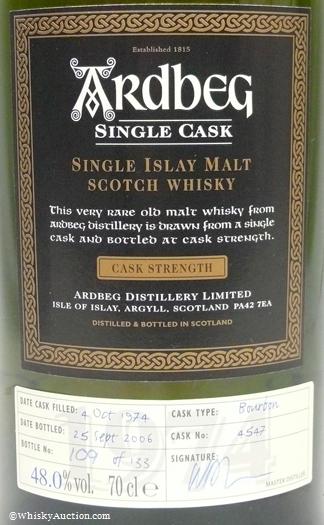 Established 1815
ARDBEG
SINGLE CASK
SINGLE ISLAY MALT
SCOTCH WHISKY
This very rare old malt whisky from
Ardbeg distillery is drawn from a single
cask and bottled at cask strength.
CASK STRENGTH
ARDBEG DISTILLERY LIMITED
ISLE OF ISLAY, ARGYLL, SCOTLAND PA42 7EA
DISTILLED & BOTTLED IN SCOTLAND
DATE CASK FILLED: 4 Oct 1974
DATE BOTTLED: 25 Sept 2006
BOTTLE No: 109 of 133
48.0% vol. 70 cl e
CASK TYPE: Bourbon
CASK No: 4547
SIGNATURE:
MASTER DISTILLER
©WhiskyAuction.com